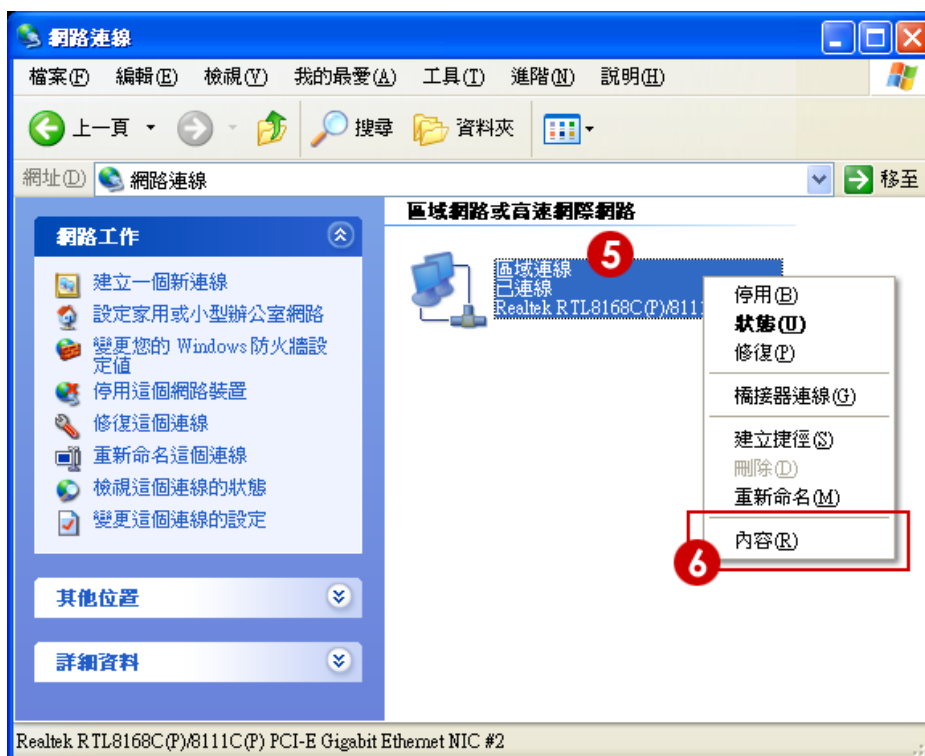 網路連線
檔案(F) 編輯(E) 檢視(V) 我的最愛(A) 工具(T) 進階(N) 說明(H)
上一頁 搜尋 資料夾
網址(D) 網路連線 移至
網路工作
建立一個新連線
設定家用或小型辦公室網路
變更您的 Windows 防火牆設
定值
停用這個網路裝置
修復這個連線
重新命名這個連線
檢視這個連線的狀態
變更這個連線的設定
其他位置
詳細資料
區域網路或高速網際網路
區域連線
已連線
Realtek RTL8168C(P)/811
5
停用(B)
狀態(U)
修復(P)
橋接器連線(G)
建立捷徑(S)
刪除(D)
重新命名(M)
內容(R)
6
Realtek RTL8168C(P)/8111C(P) PCI-E Gigabit Ethernet NIC #2